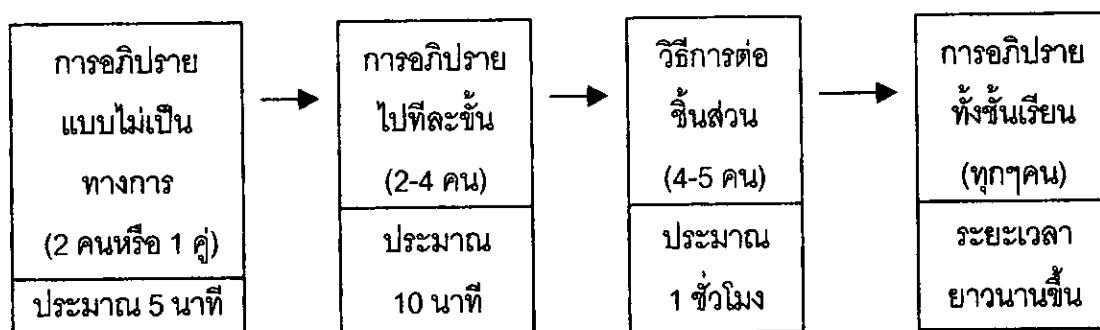 การอภิปราย
แบบไม่เป็น
ทางการ
(2 คนหรือ 1 คู่)
ประมาณ 5 นาที
การอภิปราย
ไปทีละขั้น
(2-4 คน)
ประมาณ
10 นาที
วิธีการต่อ
ชิ้นส่วน
(4-5 คน)
ประมาณ
1 ชั่วโมง
การอภิปราย
ทั้งชั้นเรียน
(ทุกๆคน)
ระยะเวลา
ยาวนานขึ้น